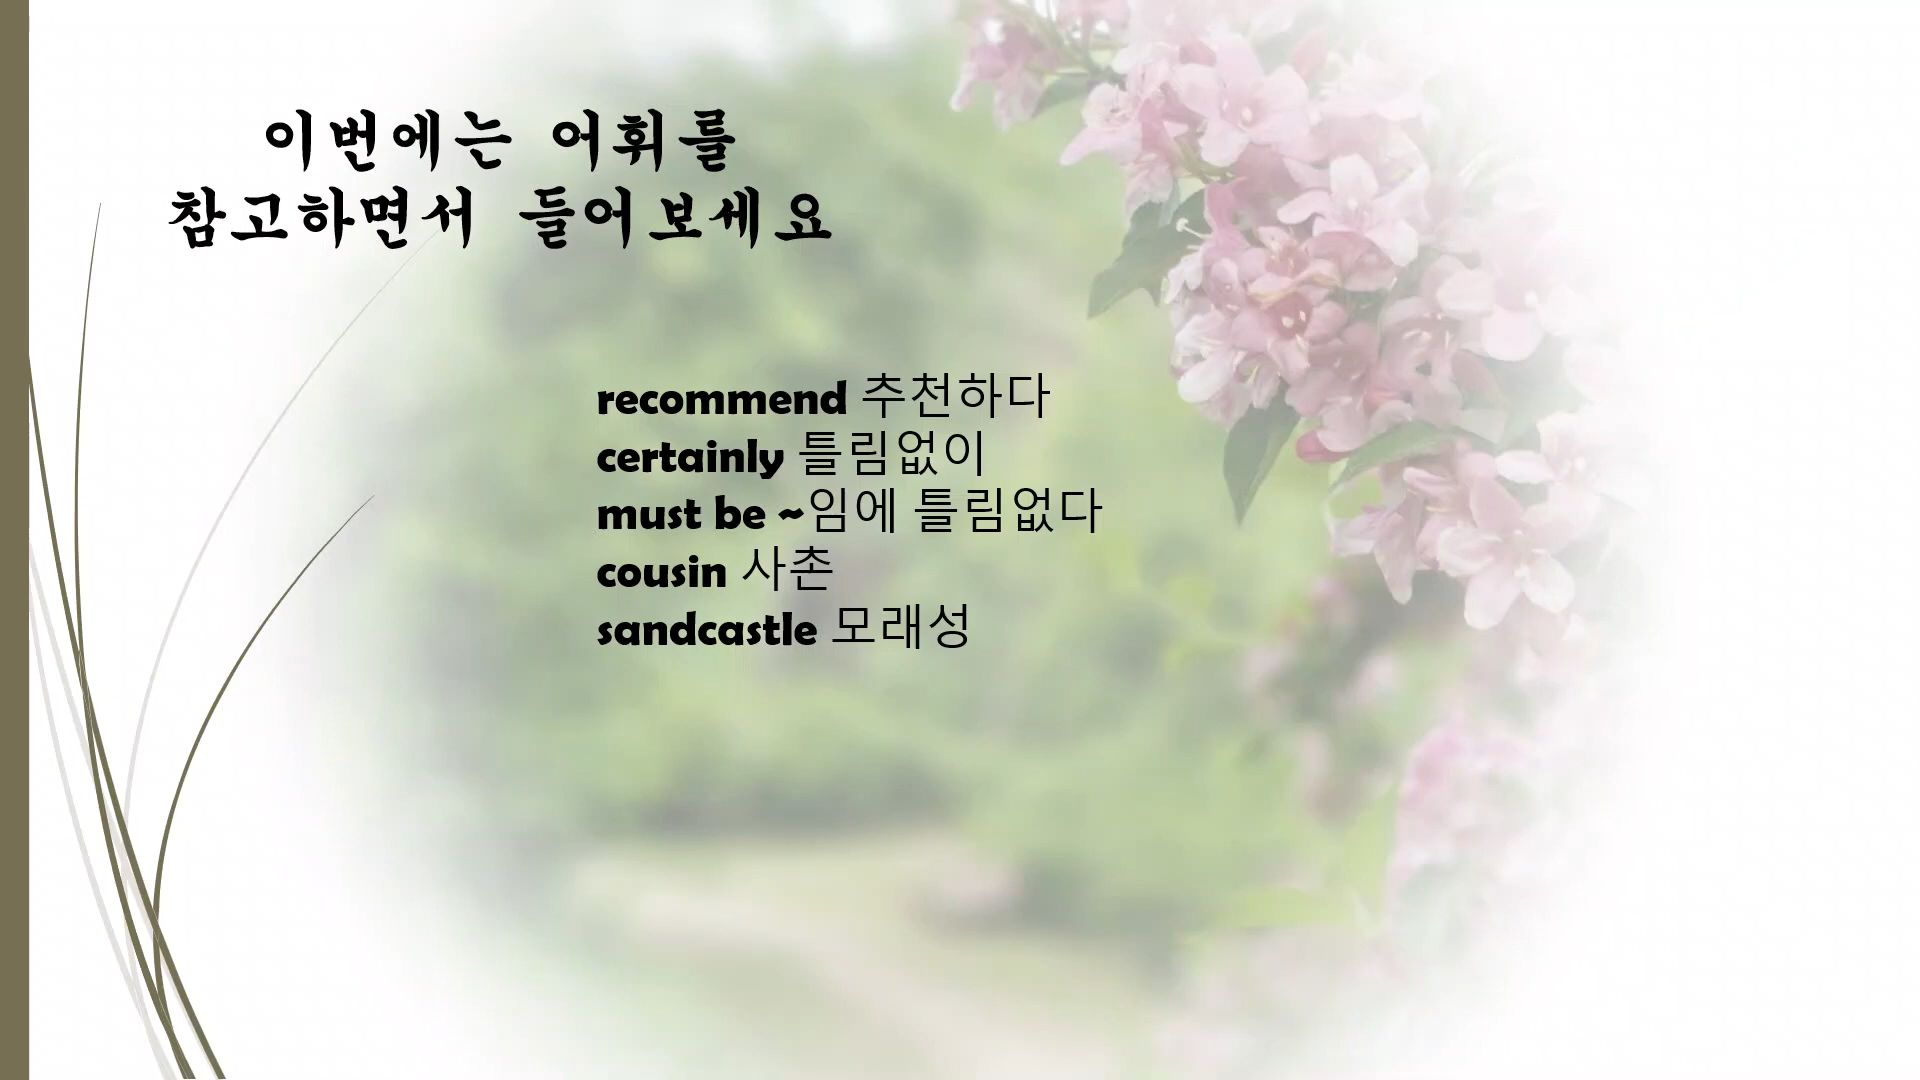 이번에는 어휘를
참고하면서 들어보세요
recommend 추천하다
certainly 틀림없이
must be ~임에 틀림없다
cousin 사촌
sandcastle 모래성